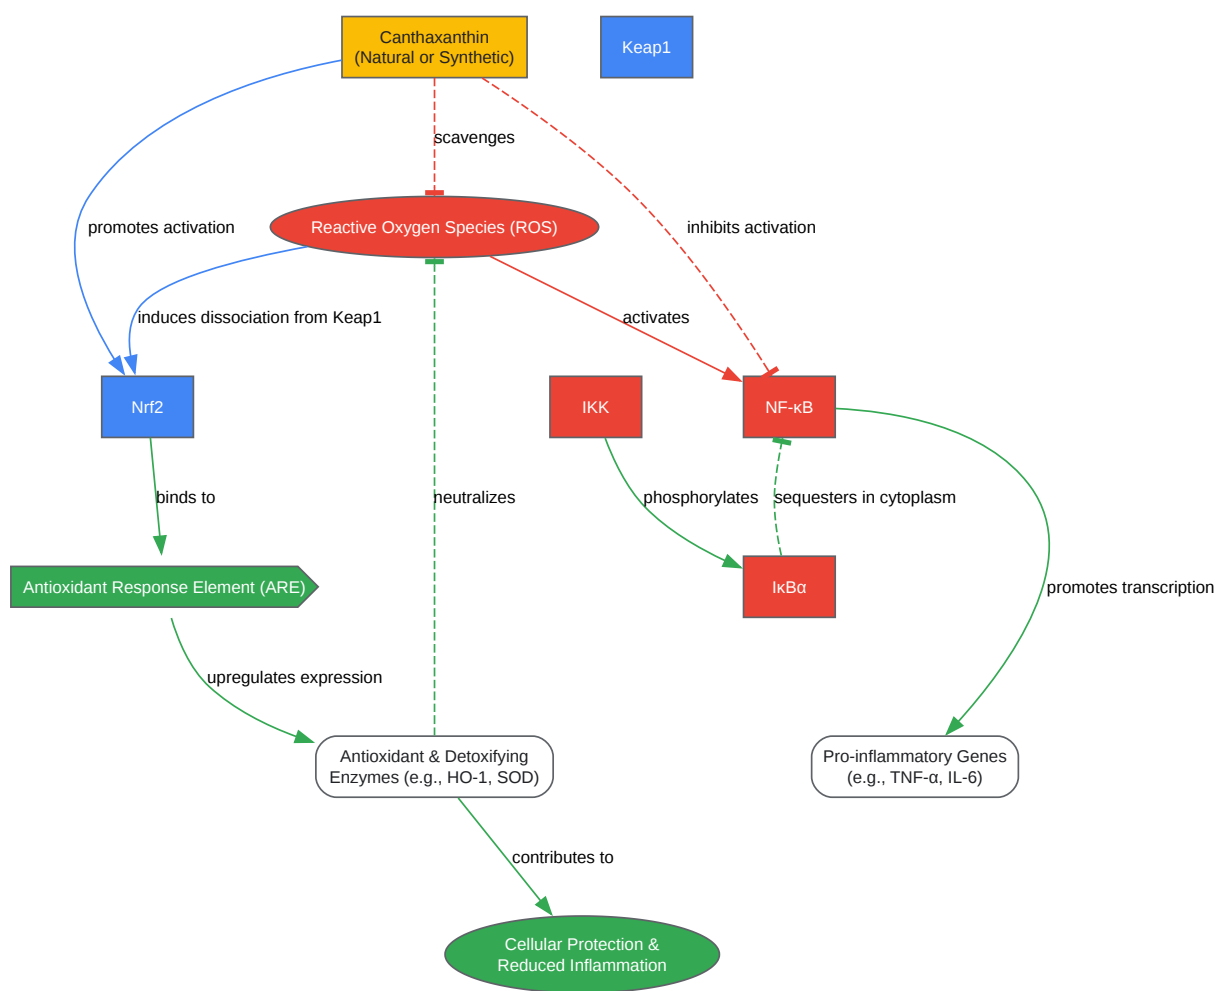 Canthaxanthin
(Natural or Synthetic)
Keap1
scavenges
promotes activation
Reactive Oxygen Species (ROS)
inhibits activation
induces dissociation from Keap1
activates
Nrf2
IKK
NF-κB
binds to
neutralizes
phosphorylates
sequesters in cytoplasm
Antioxidant Response Element (ARE)
IκBα
promotes transcription
upregulates expression
Antioxidant & Detoxifying
Enzymes (e.g., HO-1, SOD)
Pro-inflammatory Genes
(e.g., TNF-α, IL-6)
contributes to
Cellular Protection &
Reduced Inflammation